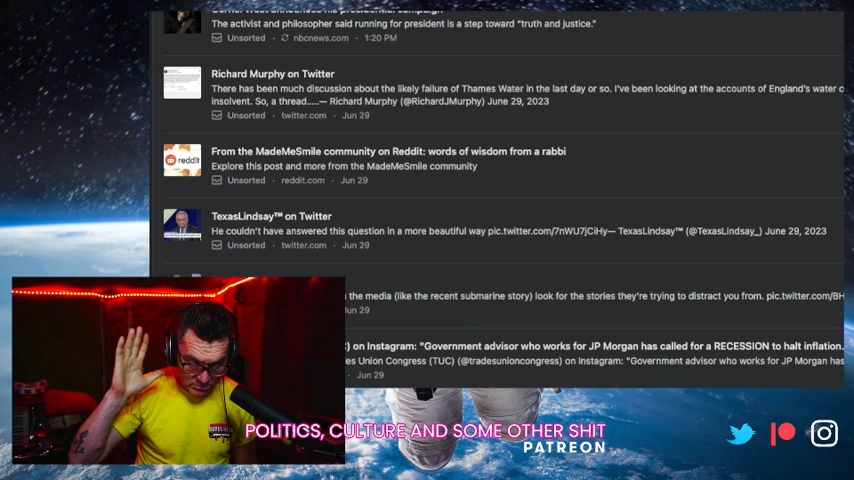 The activist and philosopher said running for president is a step toward "truth and justice."
Unsorted · nbcnews.com · 1:20 PM
Richard Murphy on Twitter
There has been much discussion about the likely failure of Thames Water in the last day or so. I've been looking at the accounts of England's water c
insolvent. So, a thread.....— Richard Murphy (@RichardJMurphy) June 29, 2023
Unsorted · twitter.com · Jun 29
reddit
From the MadeMeSmile community on Reddit: words of wisdom from a rabbi
Explore this post and more from the MadeMeSmile community
Unsorted · reddit.com · Jun 29
TexasLindsay™ on Twitter
He couldn't have answered this question in a more beautiful way pic.twitter.com/7nWU7jCiHy— TexasLindsay™ (@TexasLindsay_) June 29, 2023
Unsorted · twitter.com · Jun 29
the media (like the recent submarine story) look for the stories they're trying to distract you from. pic.twitter.com/BH
Jun 29
) on Instagram: "Government advisor who works for JP Morgan has called for a RECESSION to halt inflation.
es Union Congress (TUC) (@tradesunioncongress) on Instagram: "Government advisor who works for JP Morgan has
· Jun 29
POLITICS, CULTURE AND SOME OTHER SHIT
PATREON